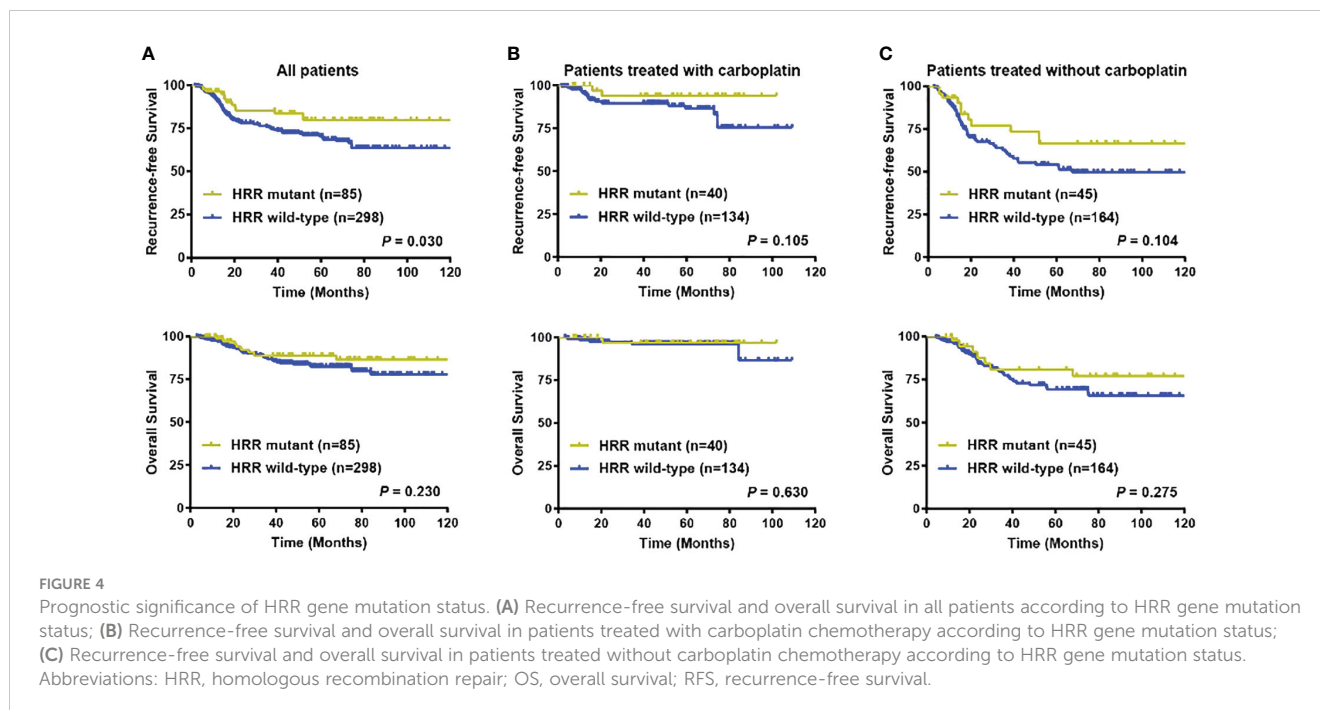 A
All patients
Recurrence-free Survival
100
75
50
25
0
HRR mutant (n=85)
HRR wild-type (n=298)
P = 0.030
0 20 40 60 80 100 120
Time (Months)
Overall Survival
100
75
50
25
0
HRR mutant (n=85)
HRR wild-type (n=298)
P = 0.230
0 20 40 60 80 100 120
Time (Months)
B
Patients treated with carboplatin
Recurrence-free Survival
100
75
50
25
0
HRR mutant (n=40)
HRR wild-type (n=134)
P = 0.105
0 20 40 60 80 100 120
Time (Months)
Overall Survival
100
75
50
25
0
HRR mutant (n=40)
HRR wild-type (n=134)
P = 0.630
0 20 40 60 80 100 120
Time (Months)
C
Patients treated without carboplatin
Recurrence-free Survival
100
75
50
25
0
HRR mutant (n=45)
HRR wild-type (n=164)
P = 0.104
0 20 40 60 80 100 120
Time (Months)
Overall Survival
100
75
50
25
0
HRR mutant (n=45)
HRR wild-type (n=164)
P = 0.275
0 20 40 60 80 100 120
Time (Months)
FIGURE 4
Prognostic significance of HRR gene mutation status. (A) Recurrence-free survival and overall survival in all patients according to HRR gene mutation
status; (B) Recurrence-free survival and overall survival in patients treated with carboplatin chemotherapy according to HRR gene mutation status;
(C) Recurrence-free survival and overall survival in patients treated without carboplatin chemotherapy according to HRR gene mutation status.
Abbreviations: HRR, homologous recombination repair; OS, overall survival; RFS, recurrence-free survival.